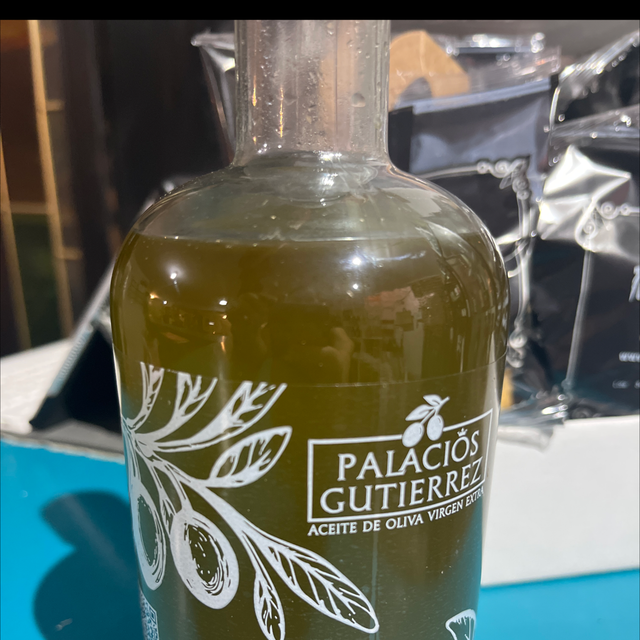 PALACIOS
GUTIERREZ
ACEITE DE OLIVA VIRGEN EXTRA